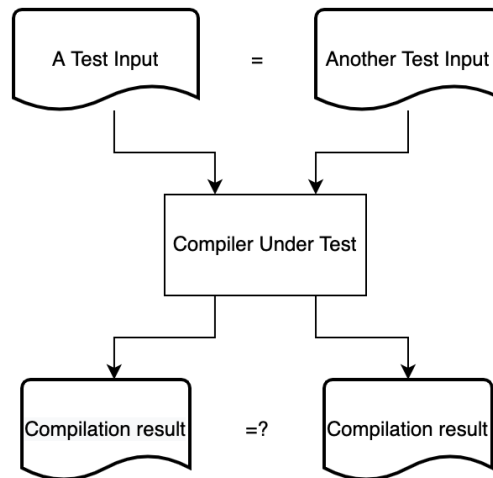 A Test Input
=
Another Test Input
Compiler Under Test
Compilation result
=?
Compilation result